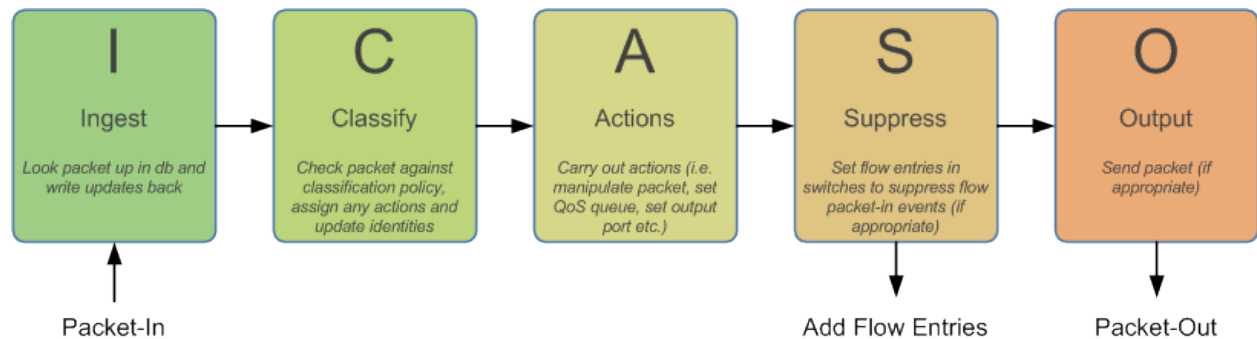 I
Ingest
Look packet up in db and
write updates back
Packet-In
C
Classify
Check packet against
classification policy,
assign any actions and
update identities
A
Actions
Carry out actions (i.e.
manipulate packet, set
QoS queue, set output
port etc.)
S
Suppress
Set flow entries in
switches to suppress flow
packet-in events (if
appropriate)
Add Flow Entries
O
Output
Send packet (if
appropriate)
Packet-Out